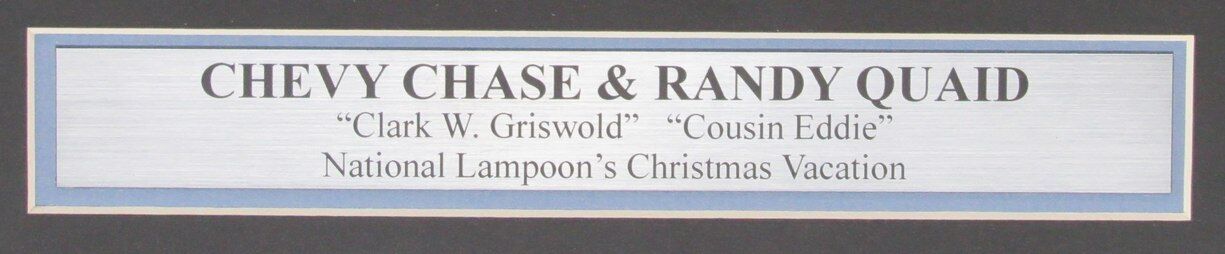 CHEVY CHASE & RANDY QUAID
“Clark W. Griswold” “Cousin Eddie”
National Lampoon’s Christmas Vacation